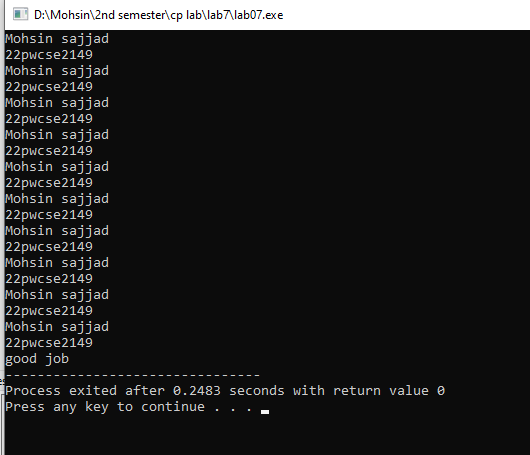 D:\Mohsin\2nd semester\cp lab\lab7\lab07.exe
Mohsin sajjad
22pwcse2149
Mohsin sajjad
22pwcse2149
Mohsin sajjad
22pwcse2149
Mohsin sajjad
22pwcse2149
Mohsin sajjad
22pwcse2149
Mohsin sajjad
22pwcse2149
Mohsin sajjad
22pwcse2149
Mohsin sajjad
22pwcse2149
Mohsin sajjad
22pwcse2149
Mohsin sajjad
22pwcse2149
good job
--------------------------------
Process exited after 0.2483 seconds with return value 0
Press any key to continue . . .